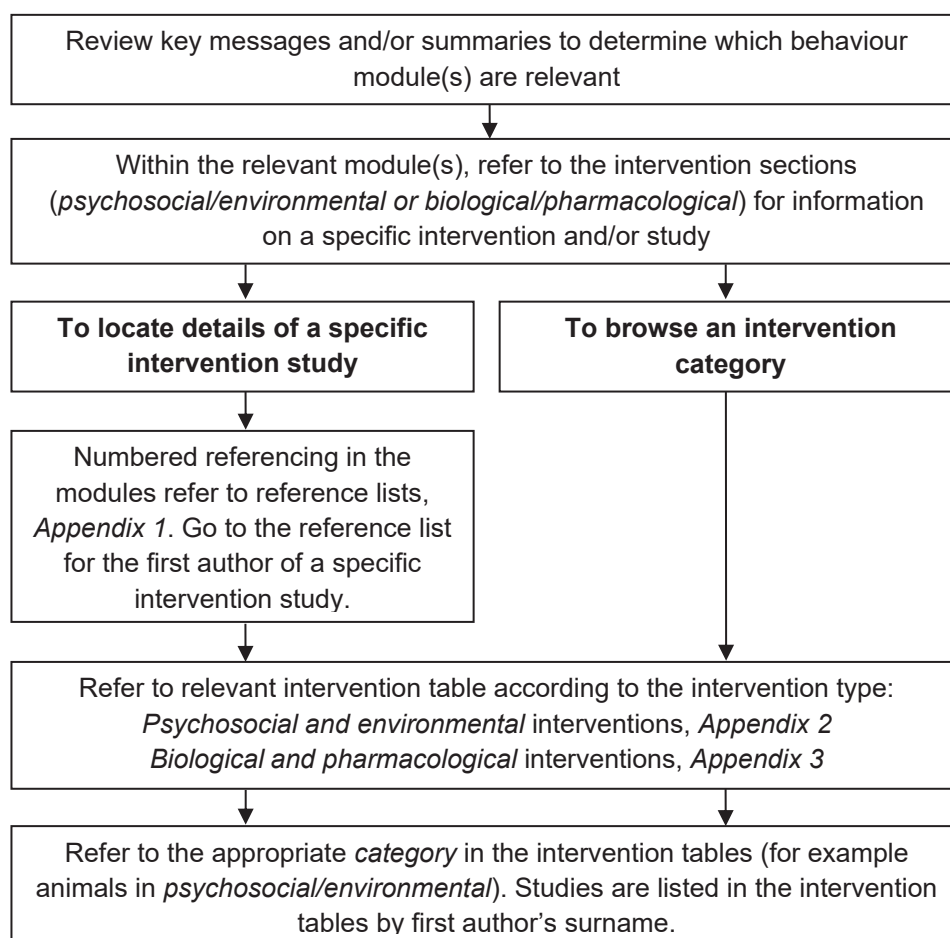 Review key messages and/or summaries to determine which behaviour
module(s) are relevant
Within the relevant module(s), refer to the intervention sections
(psychosocial/environmental or biological/pharmacological) for information
on a specific intervention and/or study
To locate details of a specific
intervention study
To browse an intervention
category
Numbered referencing in the
modules refer to reference lists,
Appendix 1. Go to the reference list
for the first author of a specific
intervention study.
Refer to relevant intervention table according to the intervention type:
Psychosocial and environmental interventions, Appendix 2
Biological and pharmacological interventions, Appendix 3
Refer to the appropriate category in the intervention tables (for example
animals in psychosocial/environmental). Studies are listed in the intervention
tables by first author's surname.